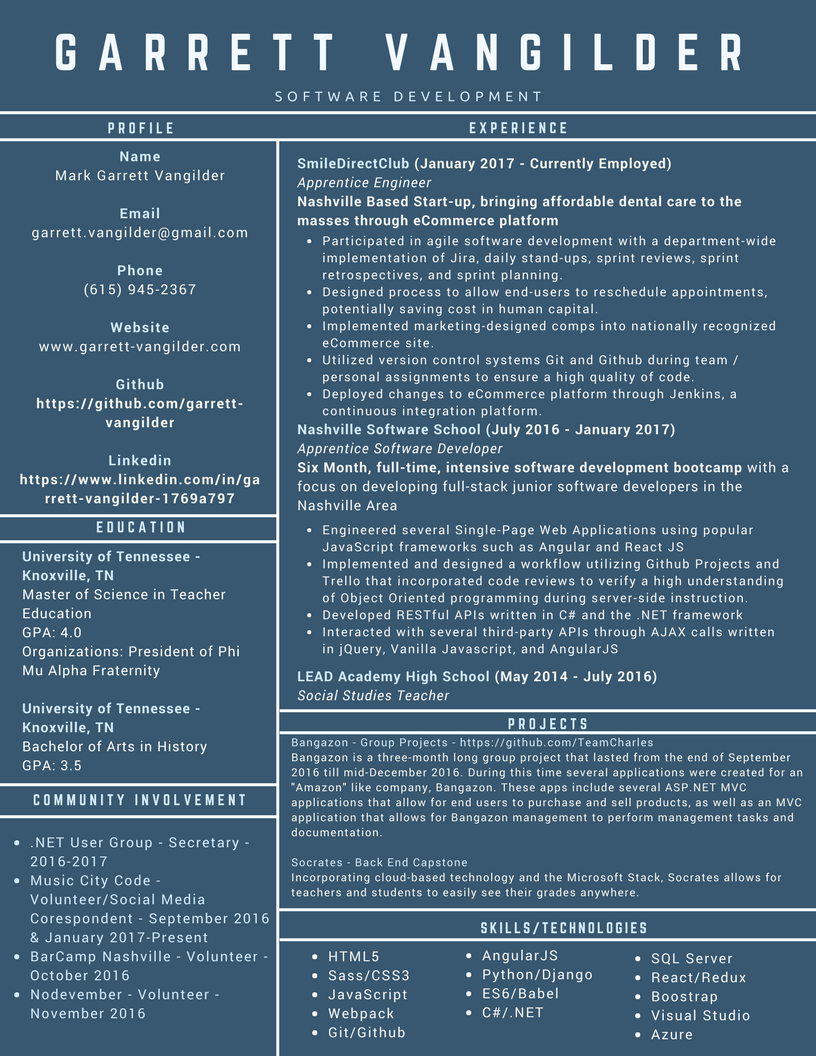 GARRETT VANGILDER
SOFTWARE DEVELOPMENT
PROFILE
Name
Mark Garrett Vangilder
Email
garrett.vangilder@gmail.com
Phone
(615) 945-2367
Website
www.garrett-vangilder.com
Github
https://github.com/garrett-
vangilder
Linkedin
https://www.linkedin.com/in/ga
rrett-vangilder-1769a797
EDUCATION
University of Tennessee -
Knoxville, TN
Master of Science in Teacher
Education
GPA: 4.0
Organizations: President of Phi
Mu Alpha Fraternity
University of Tennessee -
Knoxville, TN
Bachelor of Arts in History
GPA: 3.5
COMMUNITY INVOLVEMENT
• .NET User Group - Secretary -
2016-2017
• Music City Code -
Volunteer/Social Media
Corespondent - September 2016
& January 2017-Present
• BarCamp Nashville - Volunteer -
October 2016
• Nodevember - Volunteer -
November 2016
EXPERIENCE
SmileDirectClub (January 2017 - Currently Employed)
Apprentice Engineer
Nashville Based Start-up, bringing affordable dental care to the
masses through eCommerce platform
• Participated in agile software development with a department-wide
implementation of Jira, daily stand-ups, sprint reviews, sprint
retrospectives, and sprint planning.
• Designed process to allow end-users to reschedule appointments,
potentially saving cost in human capital.
• Implemented marketing-designed comps into nationally recognized
eCommerce site.
• Utilized version control systems Git and Github during team /
personal assignments to ensure a high quality of code.
• Deployed changes to eCommerce platform through Jenkins, a
continuous integration platform.
Nashville Software School (July 2016 - January 2017)
Apprentice Software Developer
Six Month, full-time, intensive software development bootcamp with a
focus on developing full-stack junior software developers in the
Nashville Area
• Engineered several Single-Page Web Applications using popular
JavaScript frameworks such as Angular and React JS
• Implemented and designed a workflow utilizing Github Projects and
Trello that incorporated code reviews to verify a high understanding
of Object Oriented programming during server-side instruction.
• Developed RESTful APIs written in C# and the .NET framework
• Interacted with several third-party APIs through AJAX calls written
in jQuery, Vanilla Javascript, and AngularJS
LEAD Academy High School (May 2014 - July 2016)
Social Studies Teacher
PROJECTS
Bangazon - Group Projects - https://github.com/TeamCharles
Bangazon is a three-month long group project that lasted from the end of September
2016 till mid-December 2016. During this time several applications were created for an
"Amazon" like company, Bangazon. These apps include several ASP.NET MVC
applications that allow for end users to purchase and sell products, as well as an MVC
application that allows for Bangazon management to perform management tasks and
documentation.
Socrates - Back End Capstone
Incorporating cloud-based technology and the Microsoft Stack, Socrates allows for
teachers and students to easily see their grades anywhere.
SKILLS/TECHNOLOGIES
• HTML5
• Sass/CSS3
• JavaScript
• Webpack
• Git/Github
• AngularJS
• Python/Django
• ES6/Babel
• C#/.NET
• SQL Server
• React/Redux
• Boostrap
• Visual Studio
• Azure